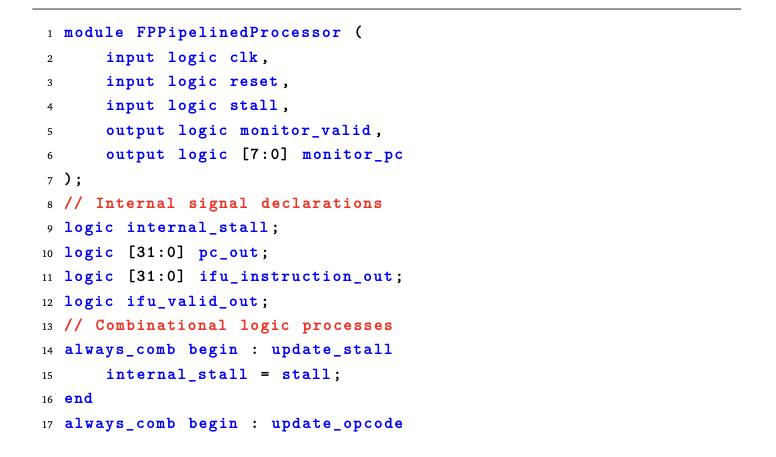 1 module FPPipelinedProcessor (
2     input logic clk,
3     input logic reset,
4     input logic stall,
5     output logic monitor_valid,
6     output logic [7:0] monitor_pc
7 );
8 // Internal signal declarations
9 logic internal_stall;
10 logic [31:0] pc_out;
11 logic [31:0] ifu_instruction_out;
12 logic ifu_valid_out;
13 // Combinational logic processes
14 always_comb begin : update_stall
15     internal_stall = stall;
16 end
17 always_comb begin : update_opcode